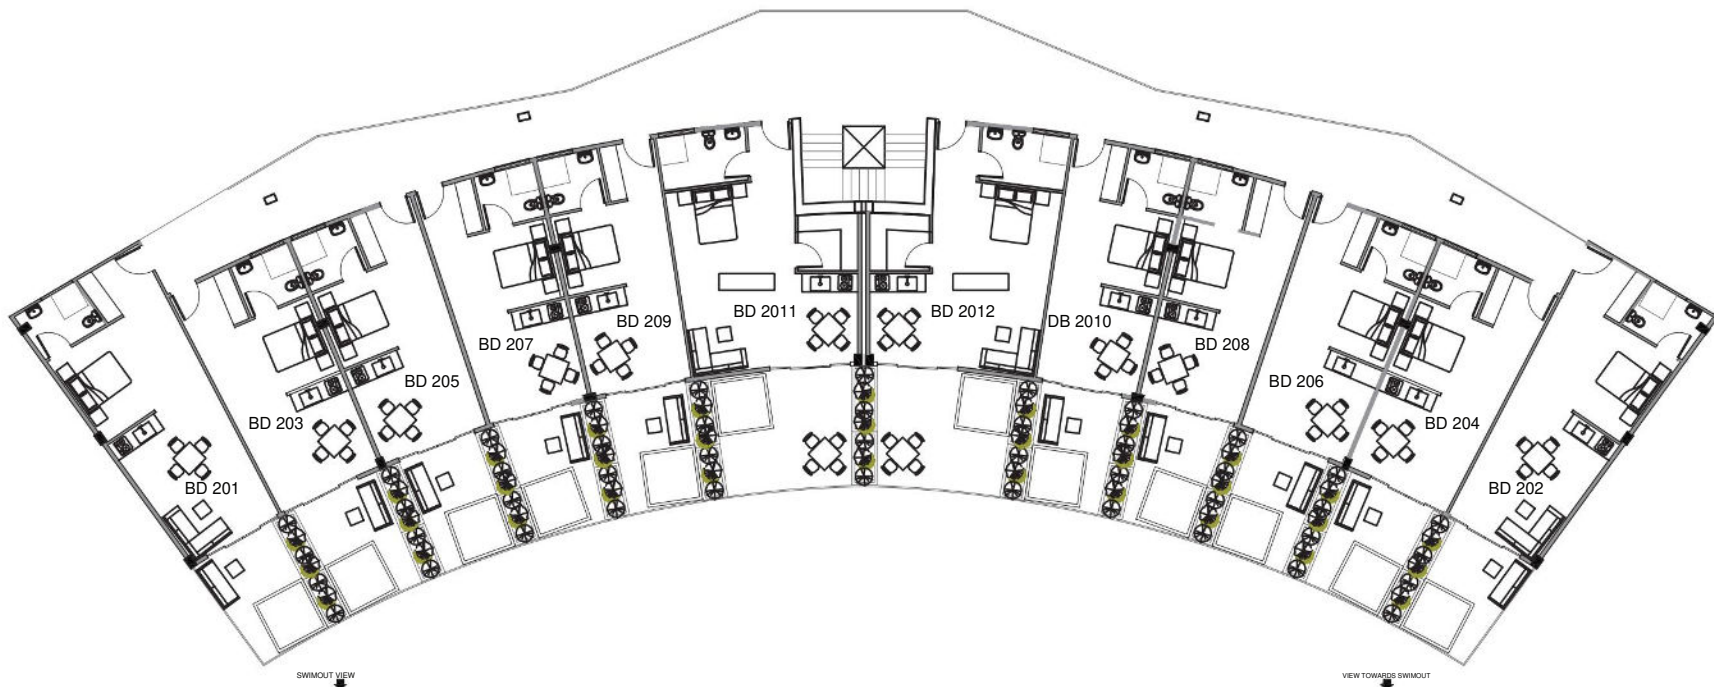 BD 2011
BD 2012
BD 209
DB 2010
BD 207
BD 208
BD 205
BD 206
BD 203
BD 204
BD 201
BD 202
SWIMOUT VIEW
VIEW TOWARDS SWIMOUT